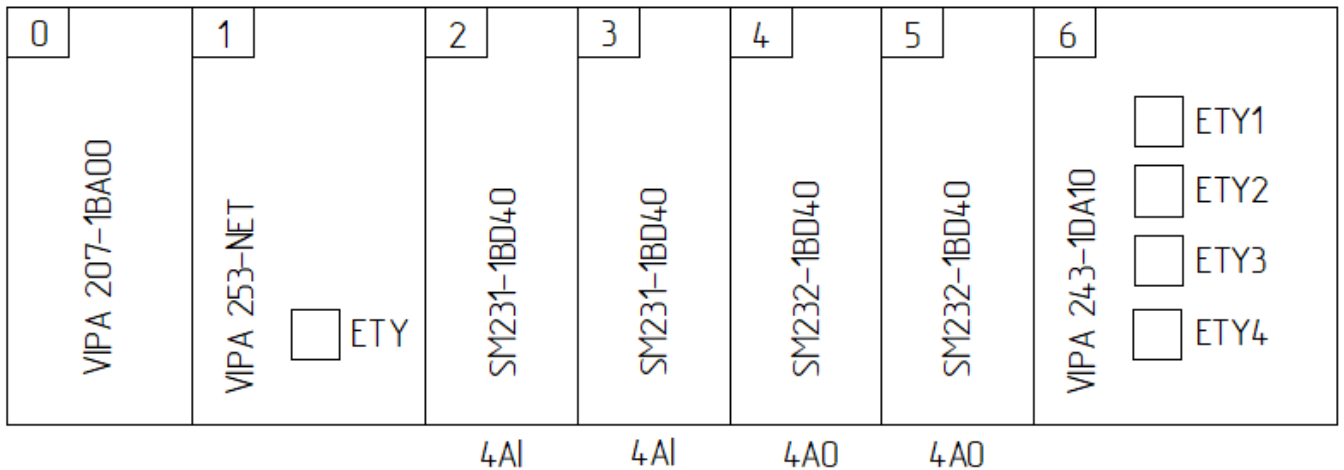 0
VIPA 207-1BA00
1
VIPA 253-NET
ETY
2
SM231-1BD40
3
SM231-1BD40
4
SM232-1BD40
5
SM232-1BD40
6
VIPA 243-1DA10
ETY1
ETY2
ETY3
ETY4
4AI
4AI
4AO
4AO